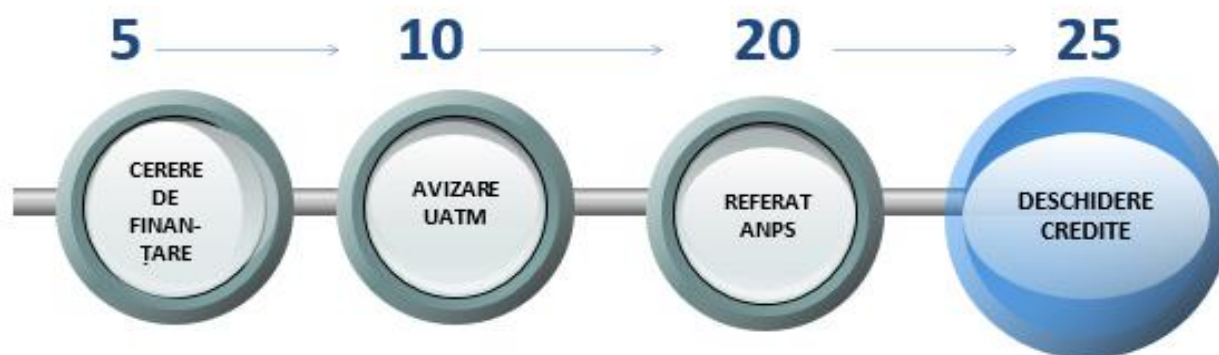 5
10
20
25
CERERE
DE
FINAN-
ȚARE
AVIZARE
UATM
REFERAT
ANPS
DESCHIDERE
CREDITE